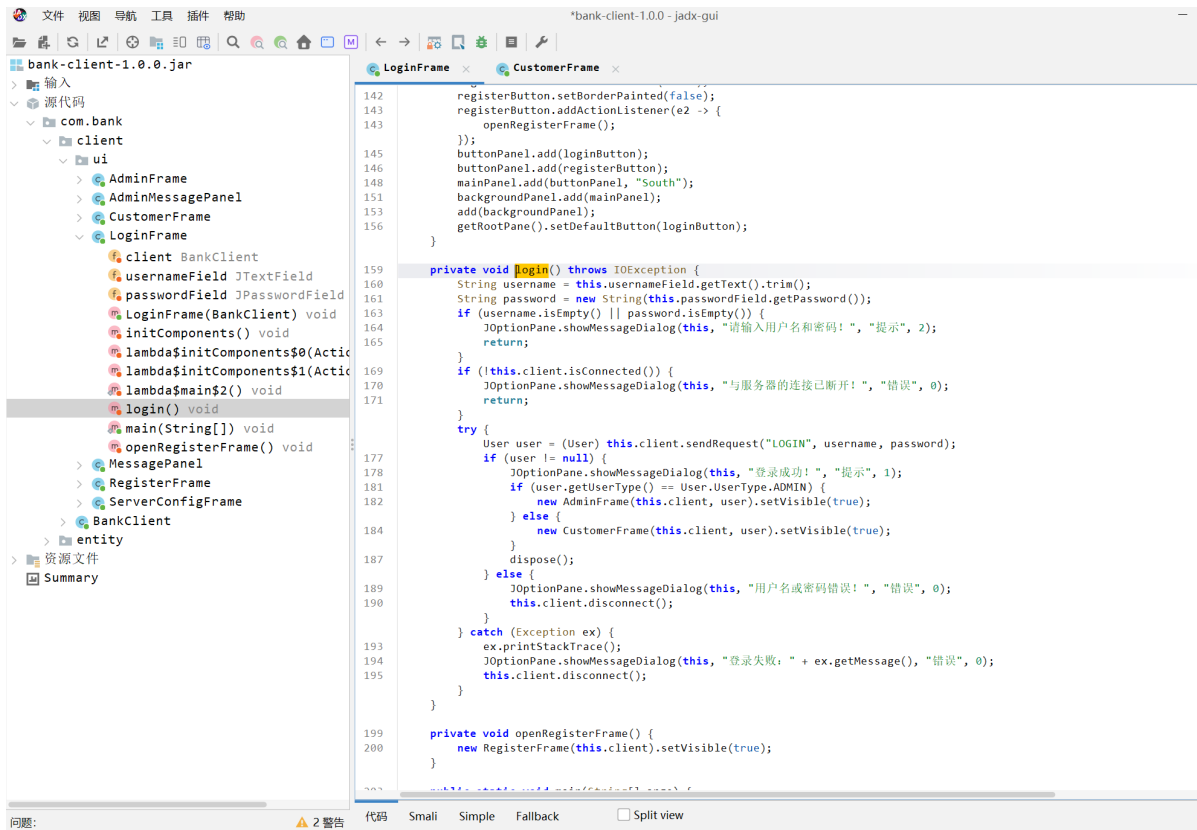 文件 视图 导航 工具 插件 帮助
*bank-client-1.0.0 - jadx-gui
bank-client-1.0.0.jar
输入
源代码
com.bank
client
ui
AdminFrame
AdminMessagePanel
CustomerFrame
LoginFrame
client BankClient
usernameField JTextField
passwordField JPasswordField
LoginFrame(BankClient) void
initComponents() void
lambda$initComponents$0(Actic
lambda$initComponents$1(Actic
lambda$main$2() void
login() void
main(String[]) void
openRegisterFrame() void
MessagePanel
RegisterFrame
ServerConfigFrame
BankClient
entity
资源文件
Summary
问题:
2 警告
LoginFrame
CustomerFrame
142 registerButton.setBorderPainted(false);
143 registerButton.addActionListener(e2 -> {
143 openRegisterFrame();
});
145 buttonPanel.add(loginButton);
146 buttonPanel.add(registerButton);
148 mainPanel.add(buttonPanel, "South");
151 backgroundPanel.add(mainPanel);
153 add(backgroundPanel);
156 getRootPane().setDefaultButton(loginButton);
}
159 private void login() throws IOException {
160 String username = this.usernameField.getText().trim();
161 String password = new String(this.passwordField.getPassword());
163 if (username.isEmpty() || password.isEmpty()) {
164 JOptionPane.showMessageDialog(this, "请输入用户名和密码！", "提示", 2);
165 return;
}
169 if (!this.client.isConnected()) {
170 JOptionPane.showMessageDialog(this, "与服务器的连接已断开！", "错误", 0);
171 return;
}
try {
User user = (User) this.client.sendRequest("LOGIN", username, password);
177 if (user != null) {
178 JOptionPane.showMessageDialog(this, "登录成功！", "提示", 1);
181 if (user.getUserType() == User.UserType.ADMIN) {
182 new AdminFrame(this.client, user).setVisible(true);
} else {
184 new CustomerFrame(this.client, user).setVisible(true);
}
187 dispose();
} else {
189 JOptionPane.showMessageDialog(this, "用户名或密码错误！", "错误", 0);
190 this.client.disconnect();
}
} catch (Exception ex) {
193 ex.printStackTrace();
194 JOptionPane.showMessageDialog(this, "登录失败：" + ex.getMessage(), "错误", 0);
195 this.client.disconnect();
}
}
199 private void openRegisterFrame() {
200 new RegisterFrame(this.client).setVisible(true);
}
代码 Smali Simple Fallback Split view